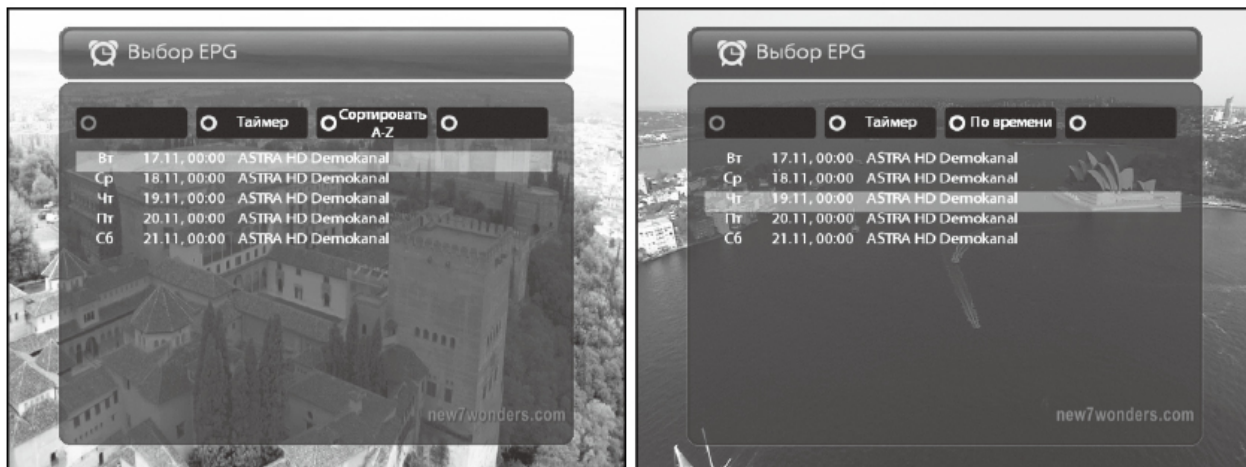 Выбор EPG
Таймер
Сортировать
A-Z
Вт 17.11, 00:00 ASTRA HD Demokanal
Ср 18.11, 00:00 ASTRA HD Demokanal
Чт 19.11, 00:00 ASTRA HD Demokanal
Пт 20.11, 00:00 ASTRA HD Demokanal
Сб 21.11, 00:00 ASTRA HD Demokanal
new7wonders.com
Выбор EPG
Таймер
По времени
Вт 17.11, 00:00 ASTRA HD Demokanal
Ср 18.11, 00:00 ASTRA HD Demokanal
Чт 19.11, 00:00 ASTRA HD Demokanal
Пт 20.11, 00:00 ASTRA HD Demokanal
Сб 21.11, 00:00 ASTRA HD Demokanal
new7wonders.com